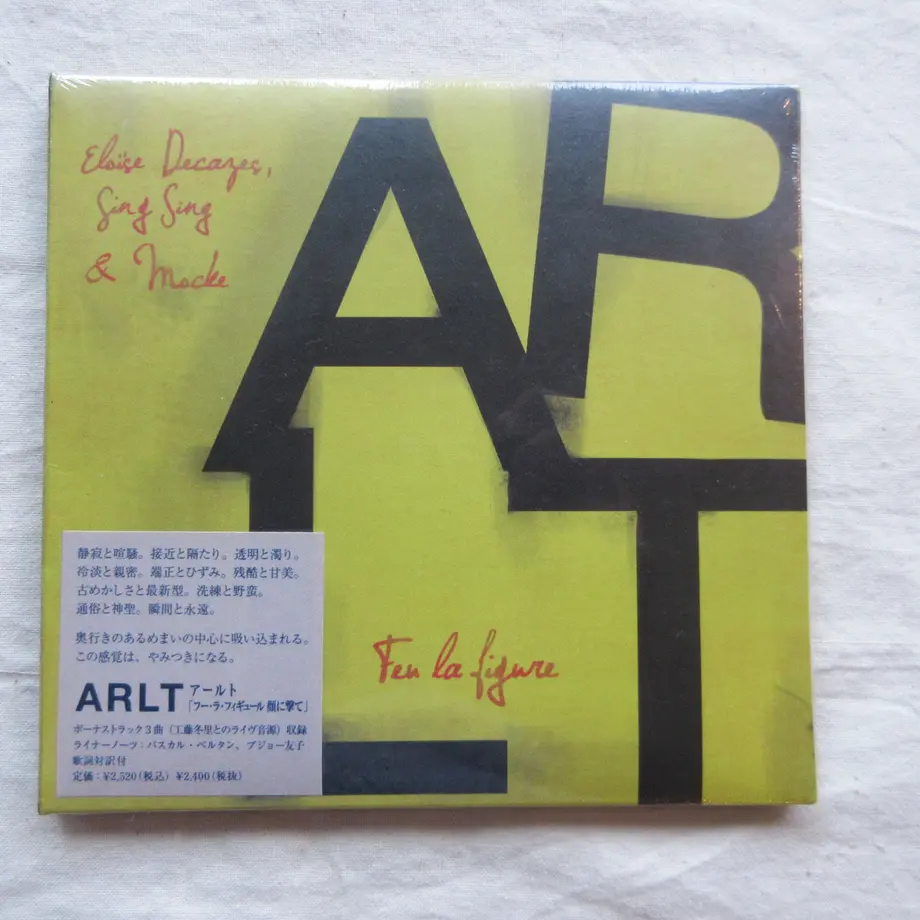 Eloïse Decazes,
Sing Sing
& Mocke
ARLT
Feu la figure
静寂と喧騒。接近と隔たり。透明と濁り。
冷淡と親密。端正とひずみ。残酷と甘美。
古めかしさと最新型。洗練と野蛮。
通俗と神聖。瞬間と永遠。
奥行きのあるめまいの中心に吸い込まれる。
この感覚は、やみつきになる。
ARLT アールト
「フー・ラ・フィギュール 顔に撃て」
ボーナストラック3曲（工藤冬里とのライヴ音源）収録
ライナーノーツ：パスカル・ベルタン、プジョー友子
歌詞対訳付
定価：¥2,520（税込） ¥2,400（税抜）